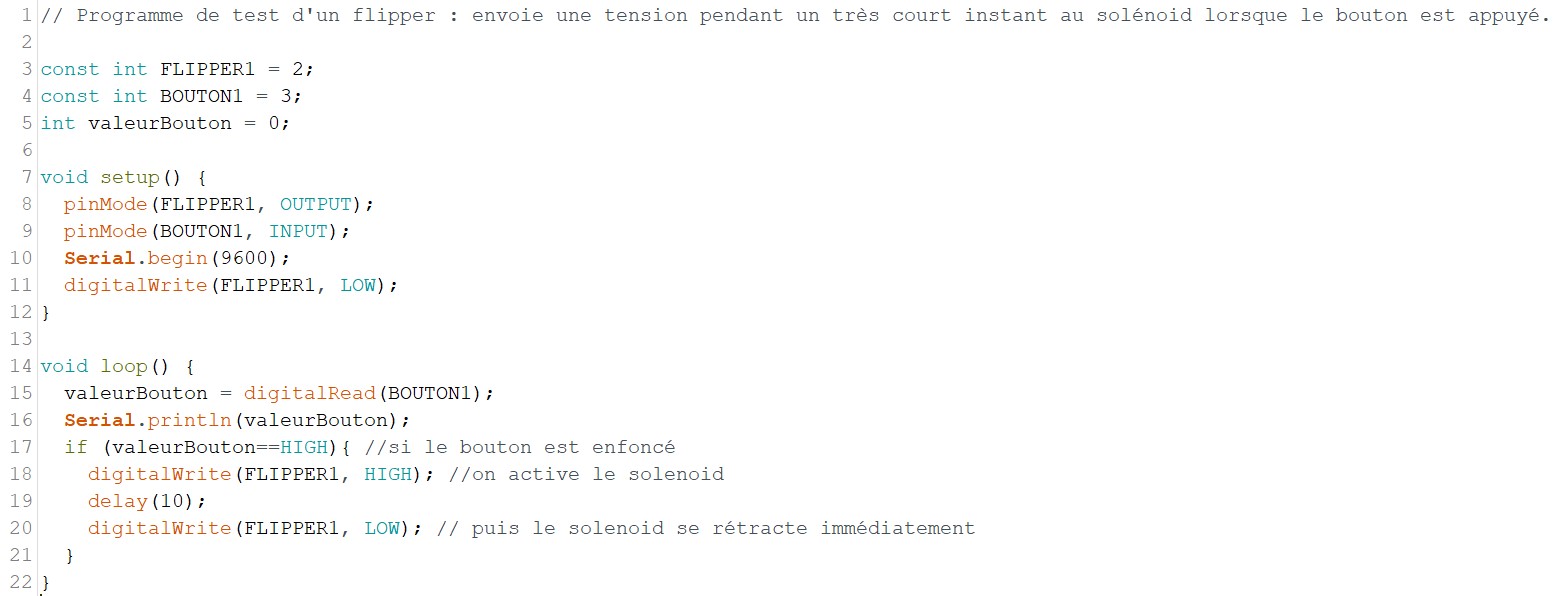 1 // Programme de test d'un flipper : envoie une tension pendant un très court instant au solénoid lorsque le bouton est appuyé.
2
3 const int FLIPPER1 = 2;
4 const int BOUTON1 = 3;
5 int valeurBouton = 0;
6
7 void setup() {
8   pinMode(FLIPPER1, OUTPUT);
9   pinMode(BOUTON1, INPUT);
10   Serial.begin(9600);
11   digitalWrite(FLIPPER1, LOW);
12 }
13
14 void loop() {
15   valeurBouton = digitalRead(BOUTON1);
16   Serial.println(valeurBouton);
17   if (valeurBouton==HIGH){ //si le bouton est enfoncé
18     digitalWrite(FLIPPER1, HIGH); //on active le solenoid
19     delay(10);
20     digitalWrite(FLIPPER1, LOW); // puis le solenoid se rétracte immédiatement
21   }
22 }